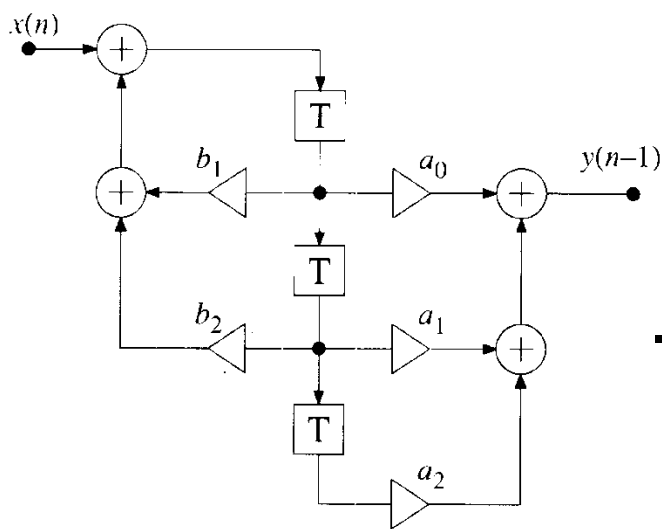 x(n)
T
b₁ a₀ y(n–1)
T
b₂ a₁
T
a₂